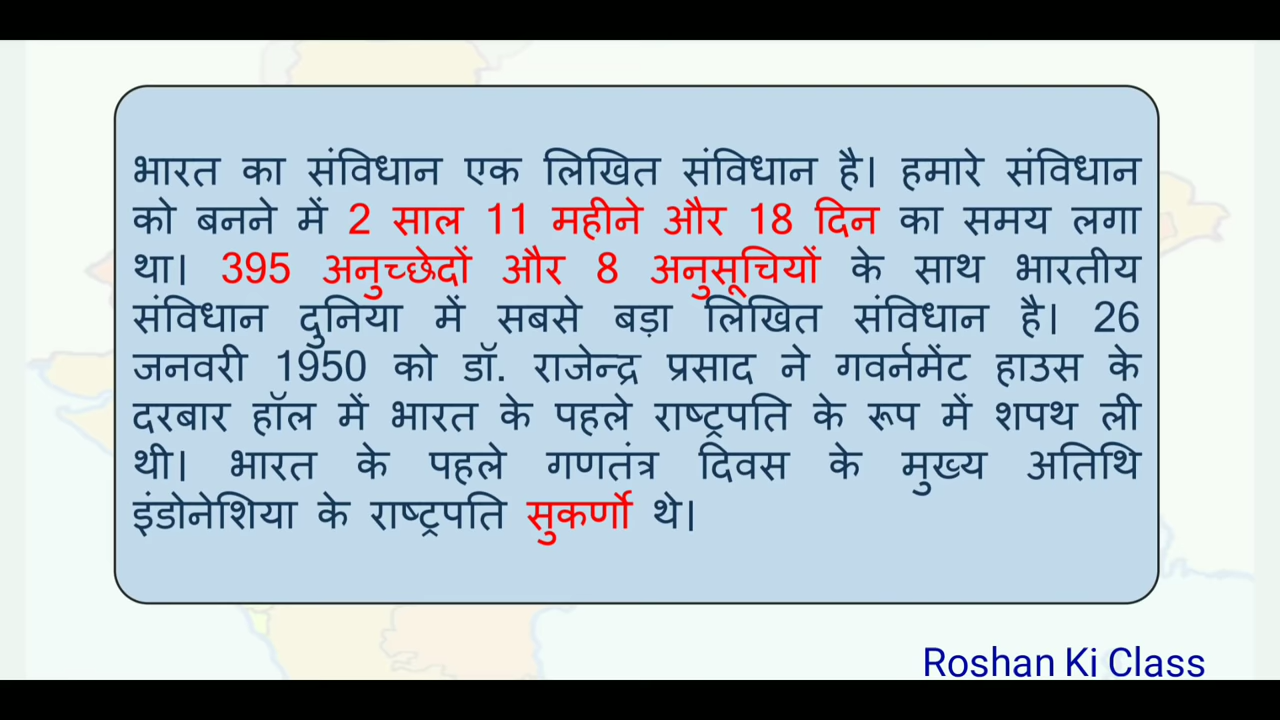 भारत का संविधान एक लिखित संविधान है। हमारे संविधान
को बनने में 2 साल 11 महीने और 18 दिन का समय लगा
था। 395 अनुच्छेदों और 8 अनुसूचियों के साथ भारतीय
संविधान दुनिया में सबसे बड़ा लिखित संविधान है। 26
जनवरी 1950 को डॉ. राजेन्द्र प्रसाद ने गवर्नमेंट हाउस के
दरबार हॉल में भारत के पहले राष्ट्रपति के रूप में शपथ ली
थी। भारत के पहले गणतंत्र दिवस के मुख्य अतिथि
इंडोनेशिया के राष्ट्रपति सुकर्णो थे।
Roshan Ki Class